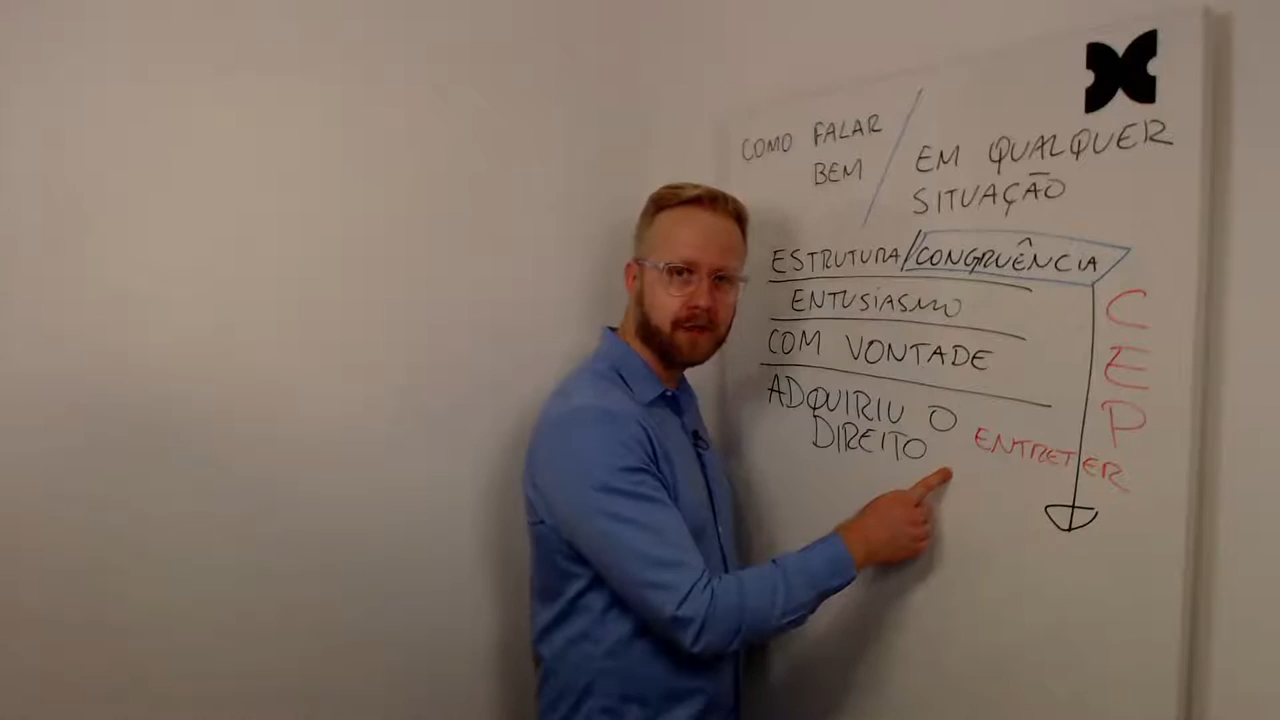 COMO FALAR
BEM
EM QUALQUER
SITUAÇÃO
ESTRUTURA/CONGRUÊNCIA
ENTUSIASMO
COM VONTADE
ADQUIRIU O
DIREITO
ENTRETER
C
E
P